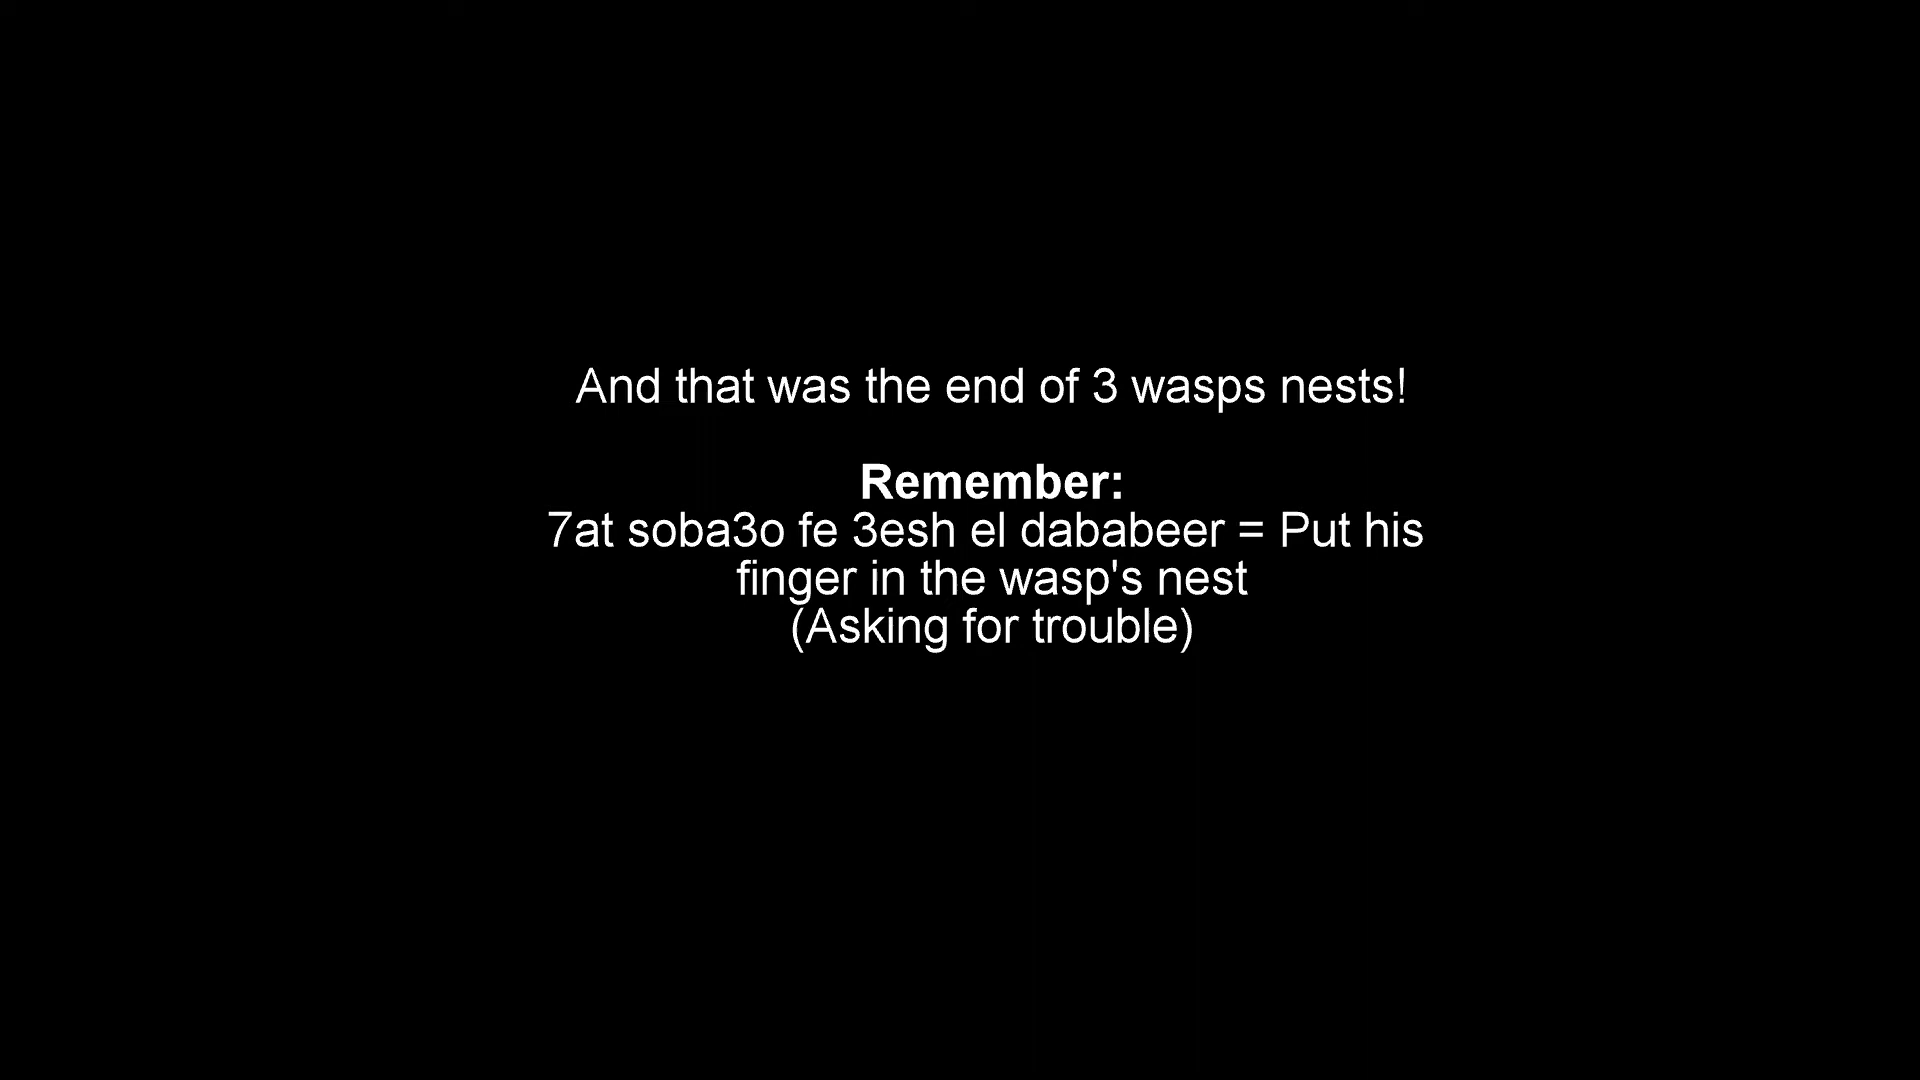 And that was the end of 3 wasps nests!
Remember:
7at soba3o fe 3esh el dababeer = Put his
finger in the wasp's nest
(Asking for trouble)